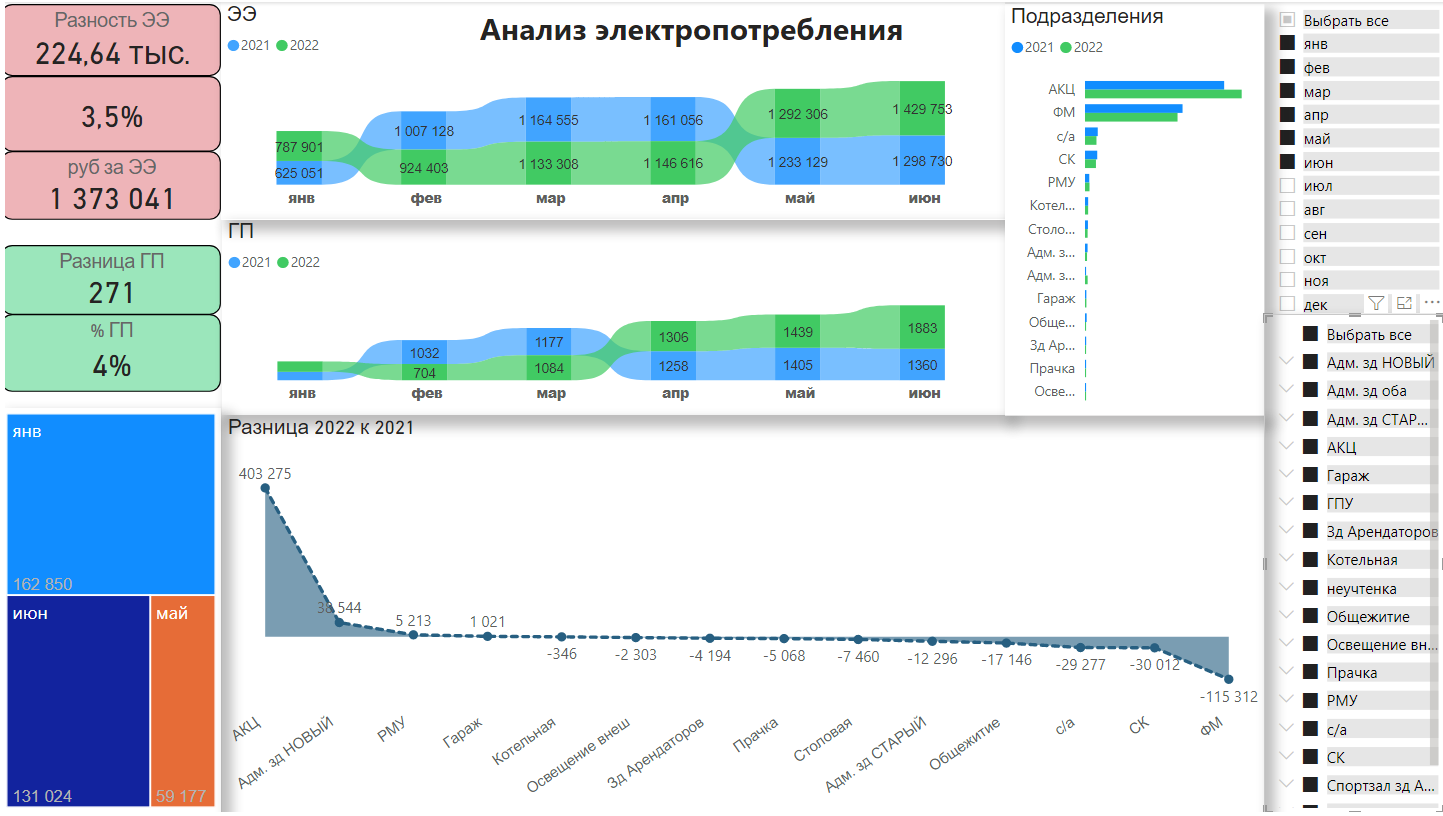 Разность ЭЭ
224,64 тыс.
3,5%
руб за ЭЭ
1 373 041
Разница ГП
271
% ГП
4%
янв
162 850
июн
131 024
май
59 177
ЭЭ
Анализ электропотребления
2021 2022
787 901
625 051
1 007 128
924 403
1 164 555
1 133 308
1 161 056
1 146 616
1 292 306
1 233 129
1 429 753
1 298 730
янв фев мар апр май июн
ГП
2021 2022
1032
704
1177
1084
1306
1258
1439
1405
1883
1360
янв фев мар апр май июн
Подразделения
2021 2022
АКЦ
ФМ
с/а
СК
РМУ
Котел...
Столо...
Адм. з...
Адм. з...
Гараж
Обще...
Зд Ар...
Прачка
Осве...
Разница 2022 к 2021
403 275
38 544
5 213
1 021
-346
-2 303
-4 194
-5 068
-7 460
-12 296
-17 146
-29 277
-30 012
-115 312
АКЦ
Адм. зд НОВЫЙ
РМУ
Гараж
Котельная
Освещение внеш
Зд Арендаторов
Прачка
Столовая
Адм. зд СТАРЫЙ
Общежитие
с/а
СК
ФМ
Выбрать все
янв
фев
мар
апр
май
июн
июл
авг
сен
окт
ноя
дек
Выбрать все
Адм. зд НОВЫЙ
Адм. зд оба
Адм. зд СТАР...
АКЦ
Гараж
ГПУ
Зд Арендаторов
Котельная
неучтенка
Общежитие
Освещение вн...
Прачка
РМУ
с/а
СК
Спортзал зд А...